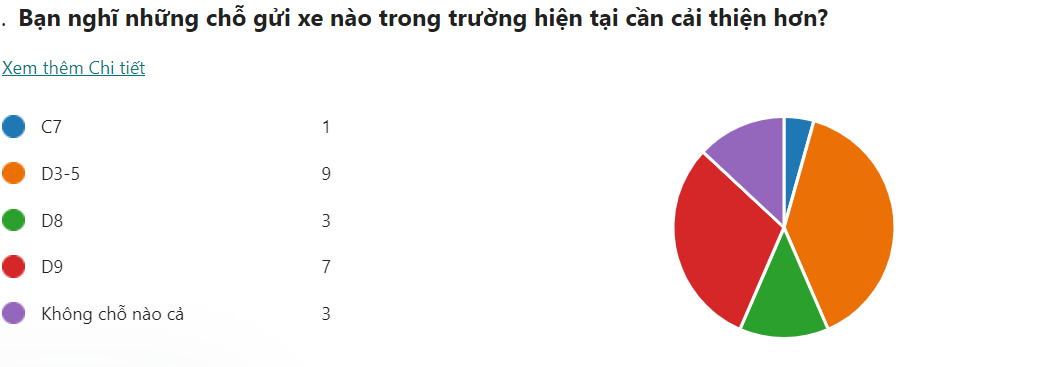 . Bạn nghĩ những chỗ gửi xe nào trong trường hiện tại cần cải thiện hơn?
Xem thêm Chi tiết
C7 1
D3-5 9
D8 3
D9 7
Không chỗ nào cả 3